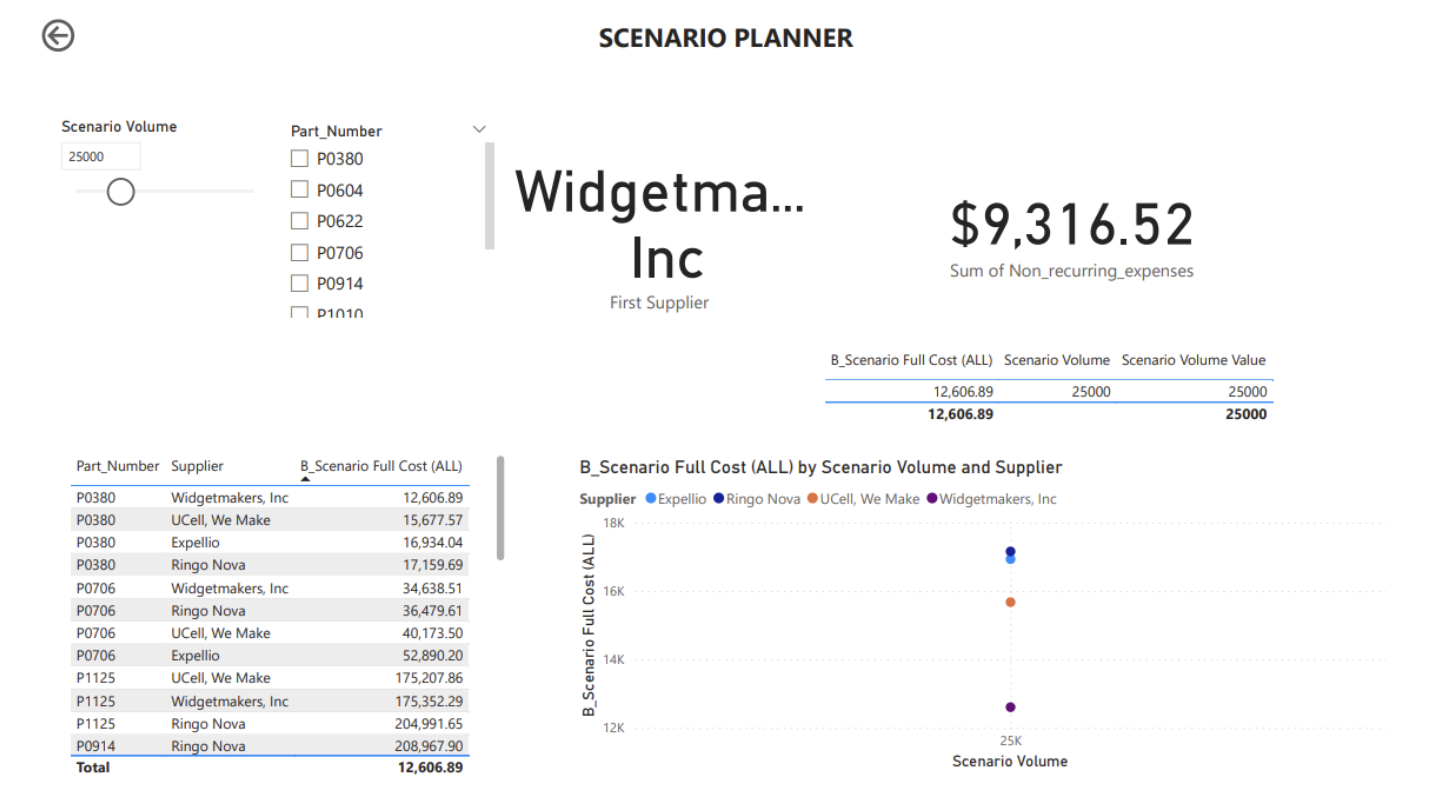 SCENARIO PLANNER
Scenario Volume
25000
Part_Number
P0380
P0604
P0622
P0706
P0914
P1010
Widgetma...
Inc
First Supplier
$9,316.52
Sum of Non_recurring_expenses
B_Scenario Full Cost (ALL) Scenario Volume Scenario Volume Value
12,606.89 25000 25000
12,606.89 25000
Part_Number Supplier B_Scenario Full Cost (ALL)
P0380 Widgetmakers, Inc 12,606.89
P0380 UCell, We Make 15,677.57
P0380 Expellio 16,934.04
P0380 Ringo Nova 17,159.69
P0706 Widgetmakers, Inc 34,638.51
P0706 Ringo Nova 36,479.61
P0706 UCell, We Make 40,173.50
P0706 Expellio 52,890.20
P1125 UCell, We Make 175,207.86
P1125 Widgetmakers, Inc 175,352.29
P1125 Ringo Nova 204,991.65
P0914 Ringo Nova 208,967.90
Total 12,606.89
B_Scenario Full Cost (ALL) by Scenario Volume and Supplier
Supplier Expellio Ringo Nova UCell, We Make Widgetmakers, Inc
B_Scenario Full Cost (ALL)
18K
16K
14K
12K
25K
Scenario Volume